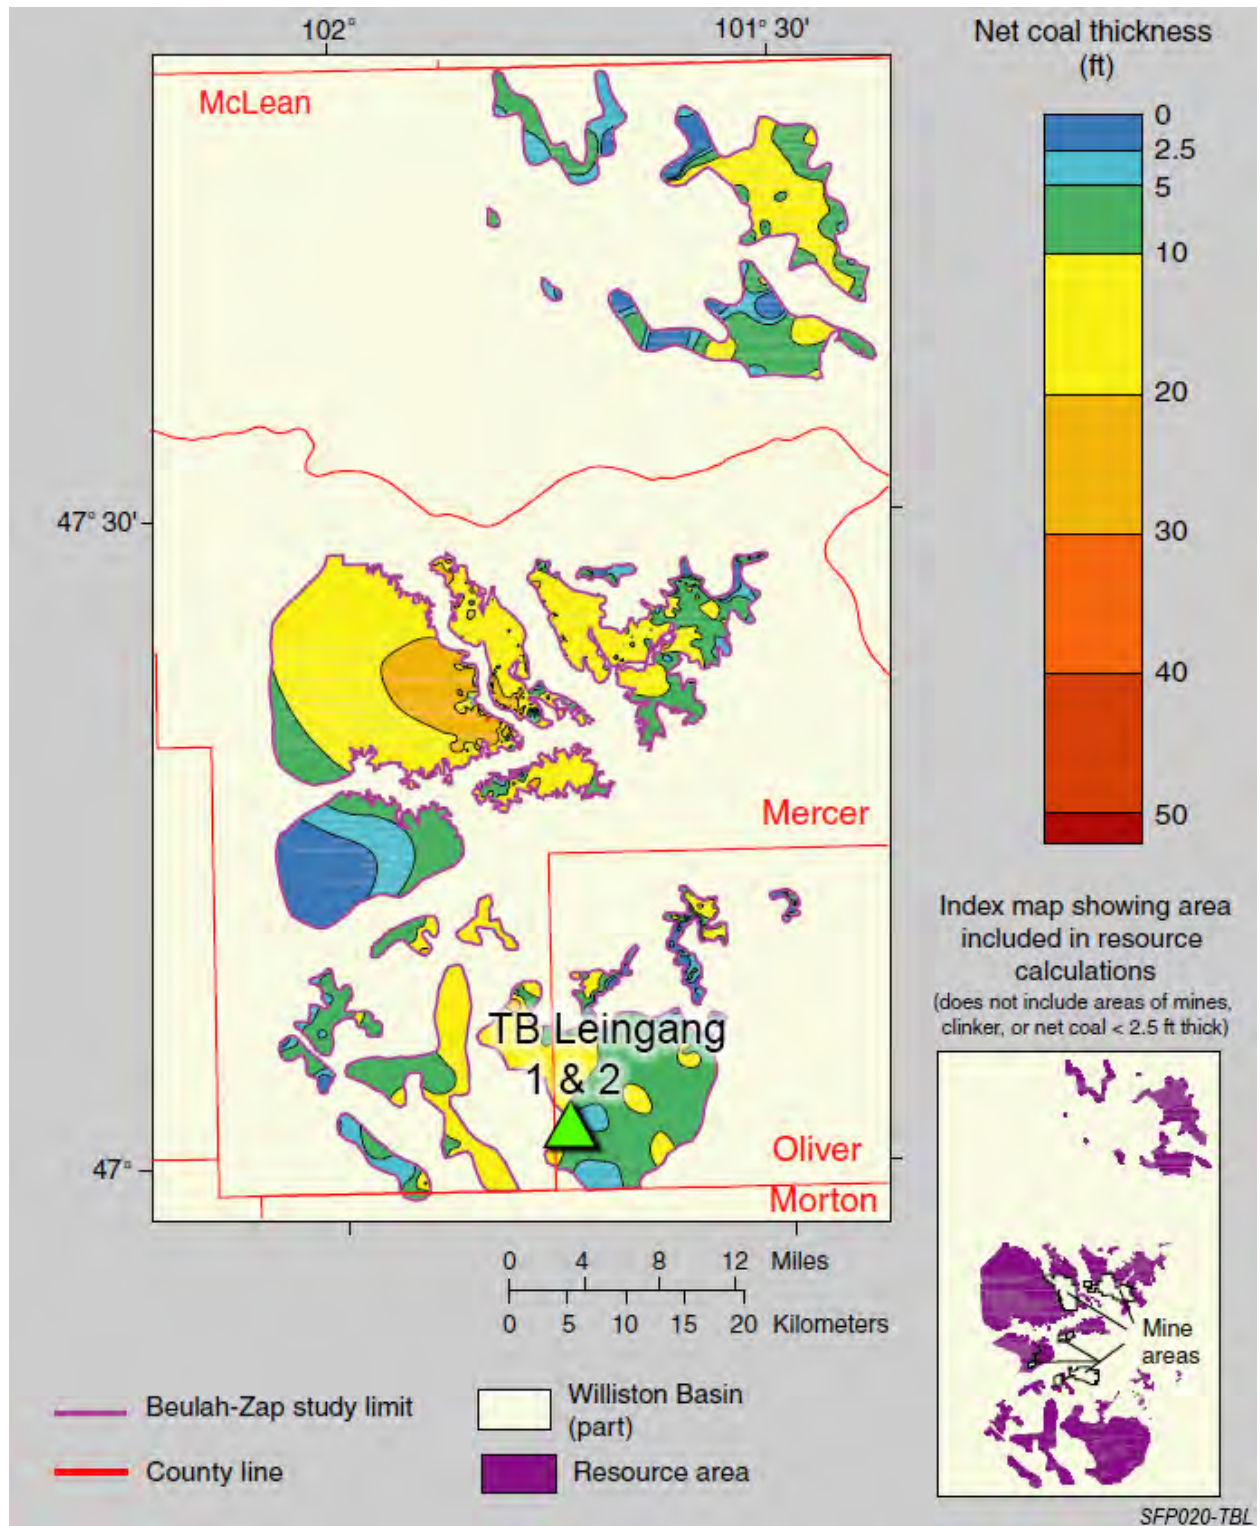 102°
101° 30'
McLean
47° 30'
Mercer
TB Leingang
1 & 2
Oliver
47°
Morton
Net coal thickness
(ft)
0
2.5
5
10
20
30
40
50
Index map showing area
included in resource
calculations
(does not include areas of mines,
clinker, or net coal < 2.5 ft thick)
Mine
areas
0 4 8 12 Miles
0 5 10 15 20 Kilometers
Beulah-Zap study limit
County line
Williston Basin
(part)
Resource area
SFP020-TBL